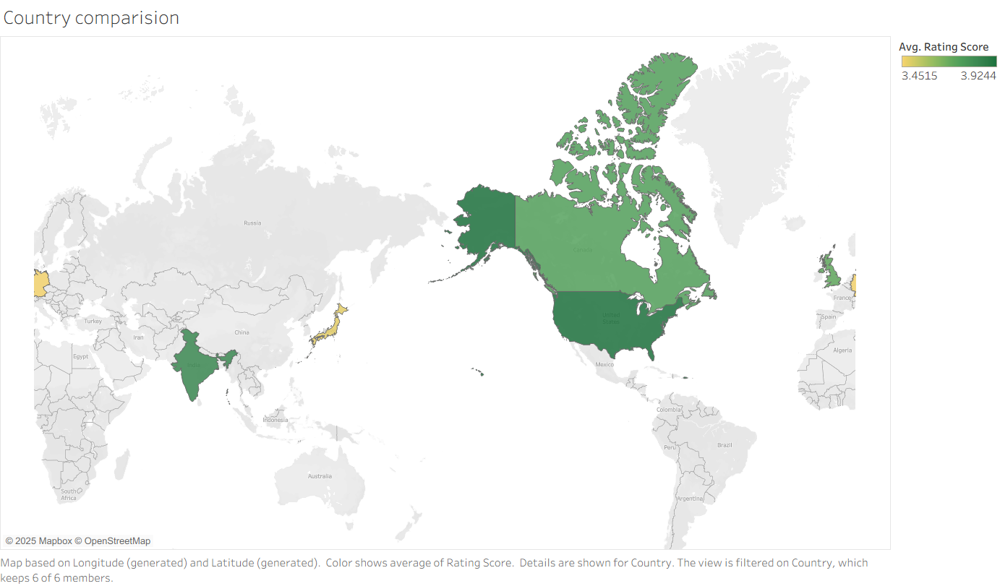 Country comparision
Avg. Rating Score
3.4515 3.9244
Russia
Canada
United
States
France
Spain
Turkey
Iran
China
India
Egypt
Algeria
Mexico
Indonesia
Colombia
Peru
Brazil
Australia
South
Africa
Argentina
© 2025 Mapbox © OpenStreetMap
Map based on Longitude (generated) and Latitude (generated).  Color shows average of Rating Score.  Details are shown for Country. The view is filtered on Country, which
keeps 6 of 6 members.